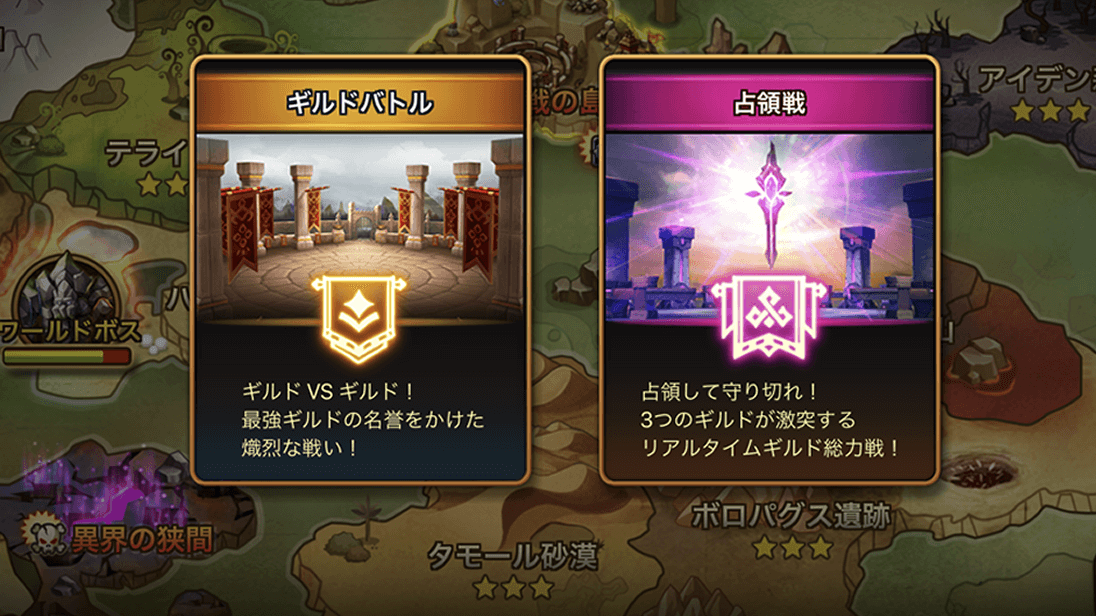 アイデン
ギルドバトル
占領戦
戦の島
テライ
ワールドボス
ギルド VS ギルド！
最強ギルドの名誉をかけた
熾烈な戦い！
占領して守り切れ！
3つのギルドが激突する
リアルタイムギルド総力戦！
ボロパグス遺跡
異界の狭間
タモール砂漠